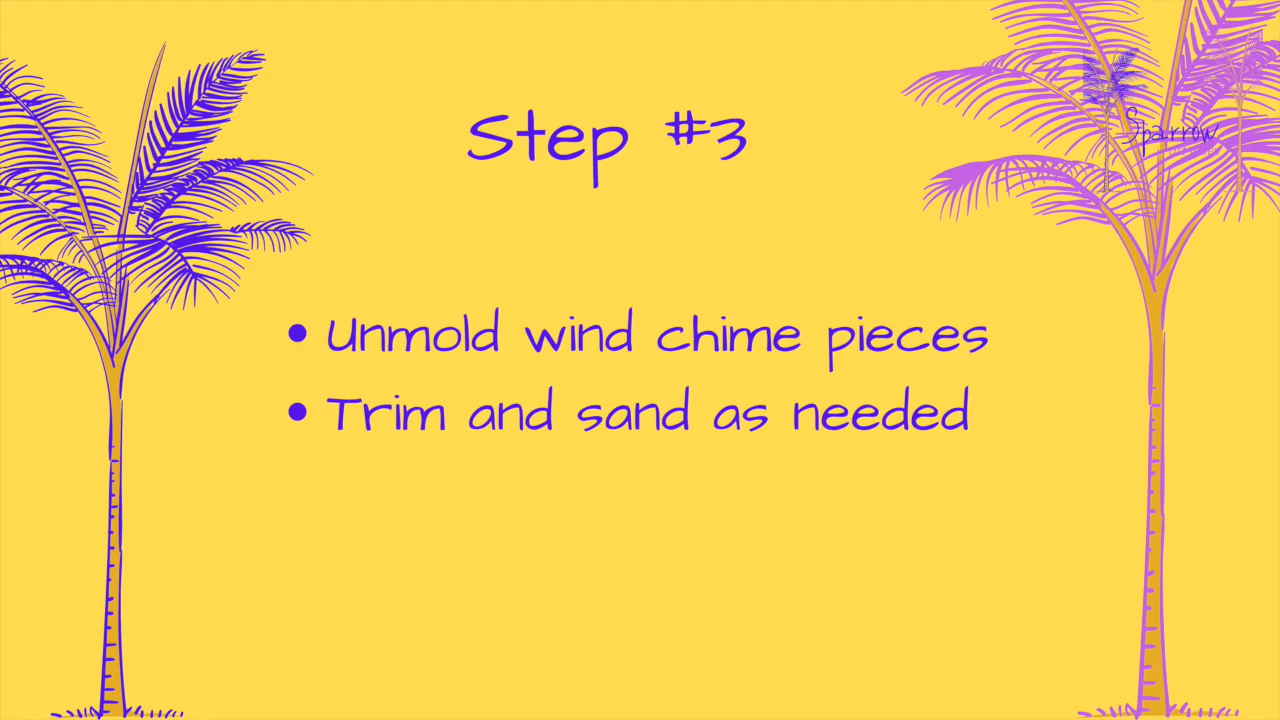 Step #3
Sparrow
• Unmold wind chime pieces
• Trim and sand as needed